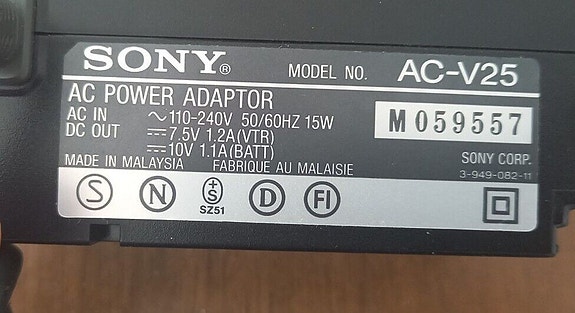 SONY® MODEL NO. AC-V25
AC POWER ADAPTOR
AC IN ～110-240V 50/60HZ 15W
DC OUT ⎓7.5V 1.2A(VTR)
⎓10V 1.1A(BATT)
M 059557
MADE IN MALAYSIA FABRIQUE AU MALAISIE
SONY CORP.
3-949-082-11
S N +S SZ51 D FI